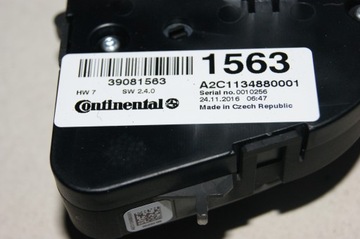 1563
39081563
HW 7 SW 2.4.0
A2C1134880001
Serial no.0010256
24.11.2016 06:47
Made in Czech Republic
Continental